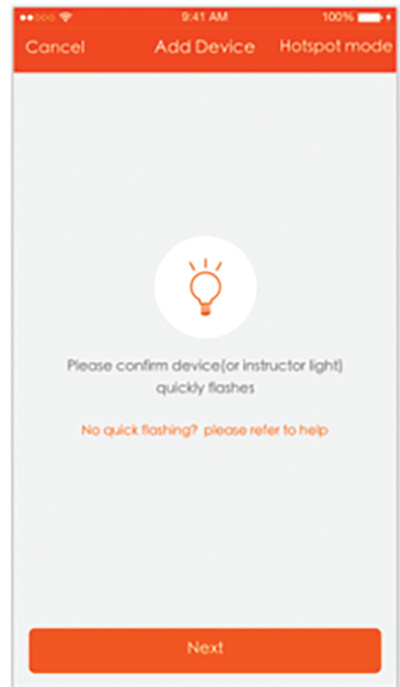 9:41 AM 100%
Cancel Add Device Hotspot mode
Please confirm device(or instructor light)
quickly flashes
No quick flashing? please refer to help
Next